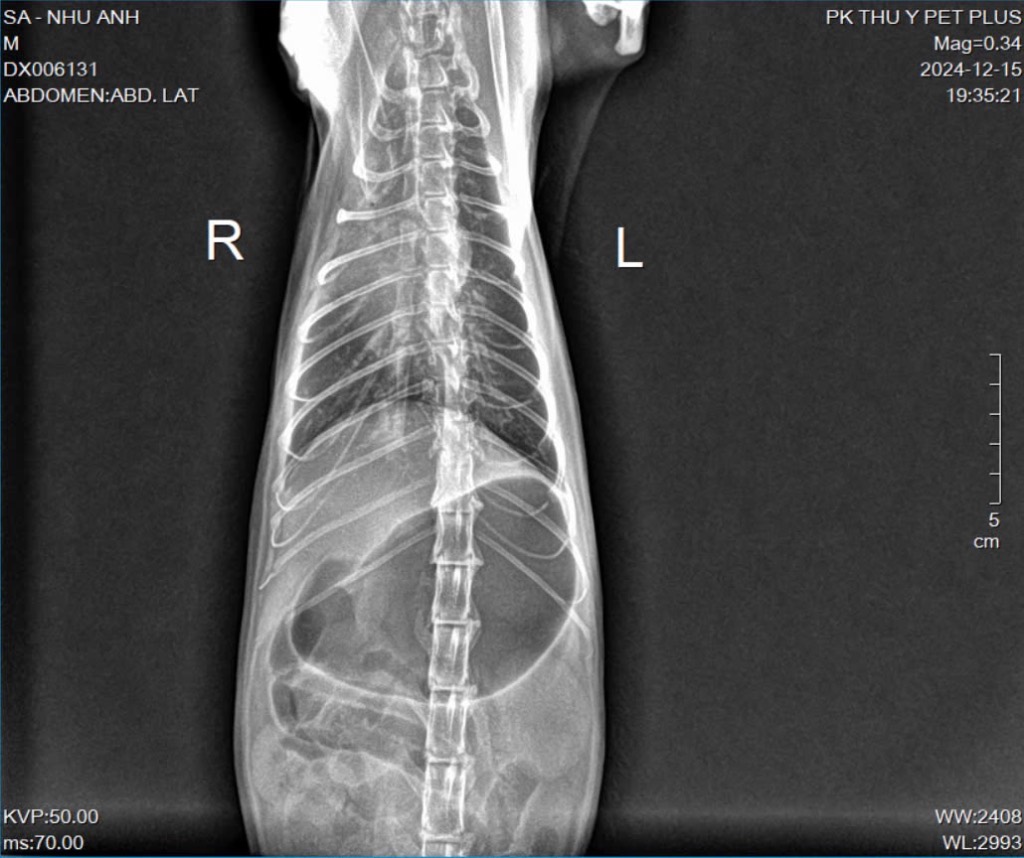 SA - NHU ANH
M
DX006131
ABDOMEN:ABD. LAT
PK THU Y PET PLUS
Mag=0.34
2024-12-15
19:35:21
R
L
5
cm
KVP:50.00
ms:70.00
WW:2408
WL:2993